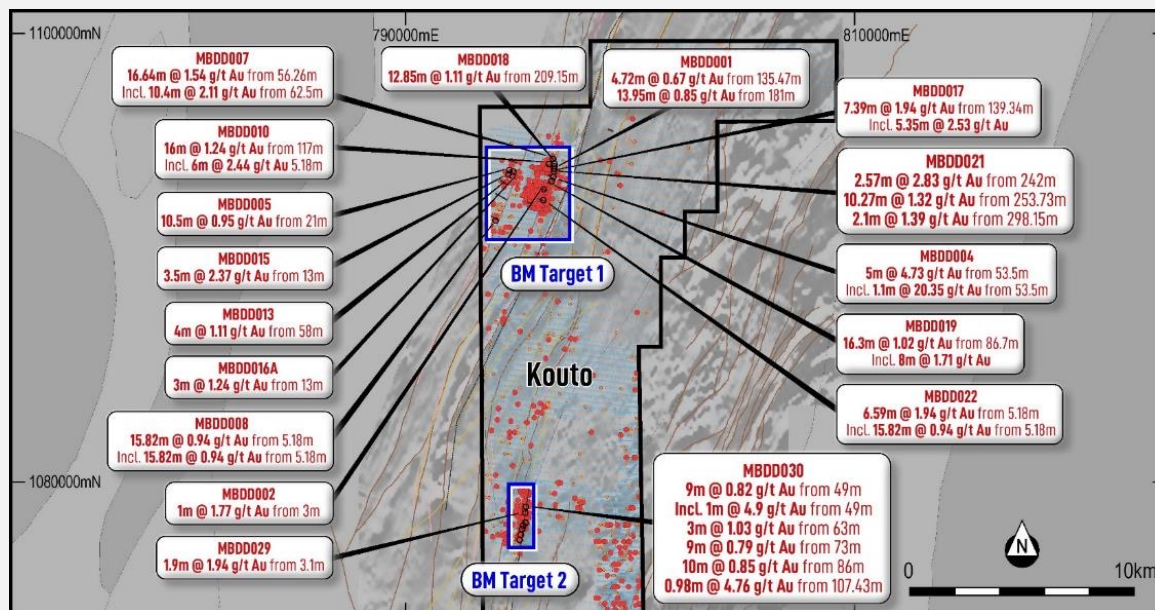 1100000mN
790000mE
810000mE
MBDD007
16.64m @ 1.54 g/t Au from 56.26m
Incl. 10.4m @ 2.11 g/t Au from 62.5m
MBDD018
12.85m @ 1.11 g/t Au from 209.15m
MBDD001
4.72m @ 0.67 g/t Au from 135.47m
13.95m @ 0.85 g/t Au from 181m
MBDD017
7.39m @ 1.94 g/t Au from 139.34m
Incl. 5.35m @ 2.53 g/t Au
MBDD010
16m @ 1.24 g/t Au from 117m
Incl. 6m @ 2.44 g/t Au 5.18m
MBDD021
2.57m @ 2.83 g/t Au from 242m
10.27m @ 1.32 g/t Au from 253.73m
2.1m @ 1.39 g/t Au from 298.15m
MBDD005
10.5m @ 0.95 g/t Au from 21m
MBDD015
3.5m @ 2.37 g/t Au from 13m
BM Target 1
MBDD004
5m @ 4.73 g/t Au from 53.5m
Incl. 1.1m @ 20.35 g/t Au from 53.5m
MBDD013
4m @ 1.11 g/t Au from 58m
MBDD019
16.3m @ 1.02 g/t Au from 86.7m
Incl. 8m @ 1.71 g/t Au
MBDD016A
3m @ 1.24 g/t Au from 13m
Kouto
MBDD022
6.59m @ 1.94 g/t Au from 5.18m
Incl. 15.82m @ 0.94 g/t Au from 5.18m
MBDD008
15.82m @ 0.94 g/t Au from 5.18m
Incl. 15.82m @ 0.94 g/t Au from 5.18m
1080000mN
MBDD002
1m @ 1.77 g/t Au from 3m
MBDD030
9m @ 0.82 g/t Au from 49m
Incl. 1m @ 4.9 g/t Au from 49m
3m @ 1.03 g/t Au from 63m
9m @ 0.79 g/t Au from 73m
10m @ 0.85 g/t Au from 86m
0.98m @ 4.76 g/t Au from 107.43m
MBDD029
1.9m @ 1.94 g/t Au from 3.1m
BM Target 2
N
0
10km